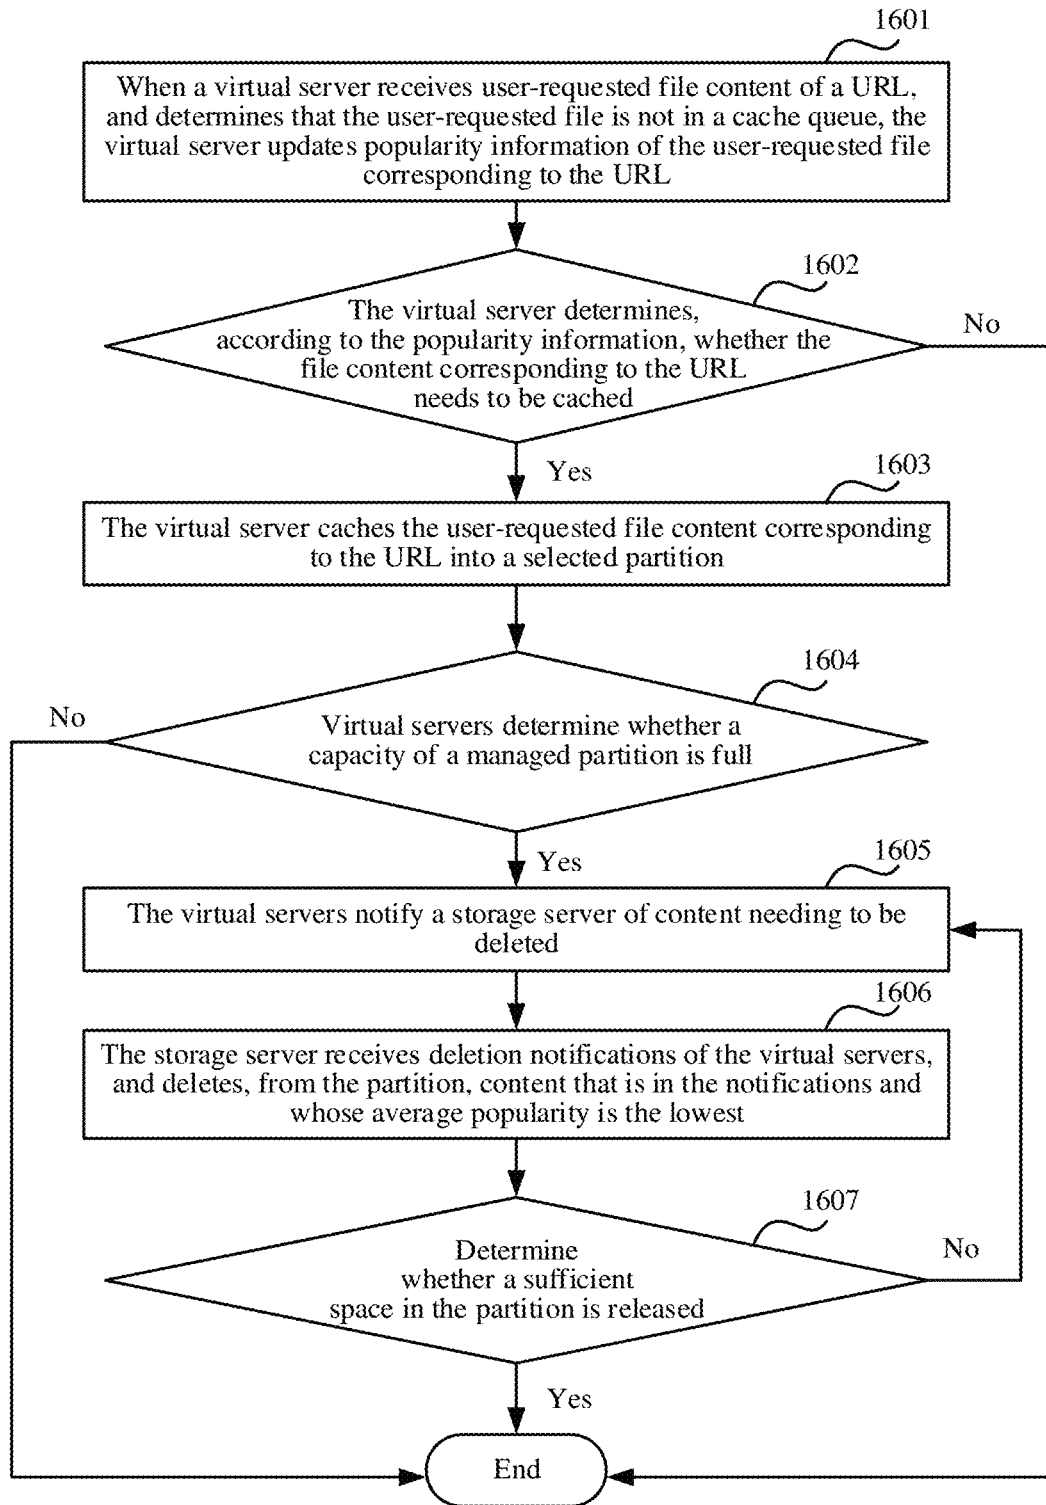 1601
When a virtual server receives user-requested file content of a URL,
and determines that the user-requested file is not in a cache queue, the
virtual server updates popularity information of the user-requested file
corresponding to the URL
1602
The virtual server determines,
according to the popularity information, whether the
file content corresponding to the URL
needs to be cached
No
Yes
1603
The virtual server caches the user-requested file content corresponding
to the URL into a selected partition
1604
No
Virtual servers determine whether a
capacity of a managed partition is full
Yes
1605
The virtual servers notify a storage server of content needing to be
deleted
1606
The storage server receives deletion notifications of the virtual servers,
and deletes, from the partition, content that is in the notifications and
whose average popularity is the lowest
1607
Determine
whether a sufficient
space in the partition is released
No
Yes
End